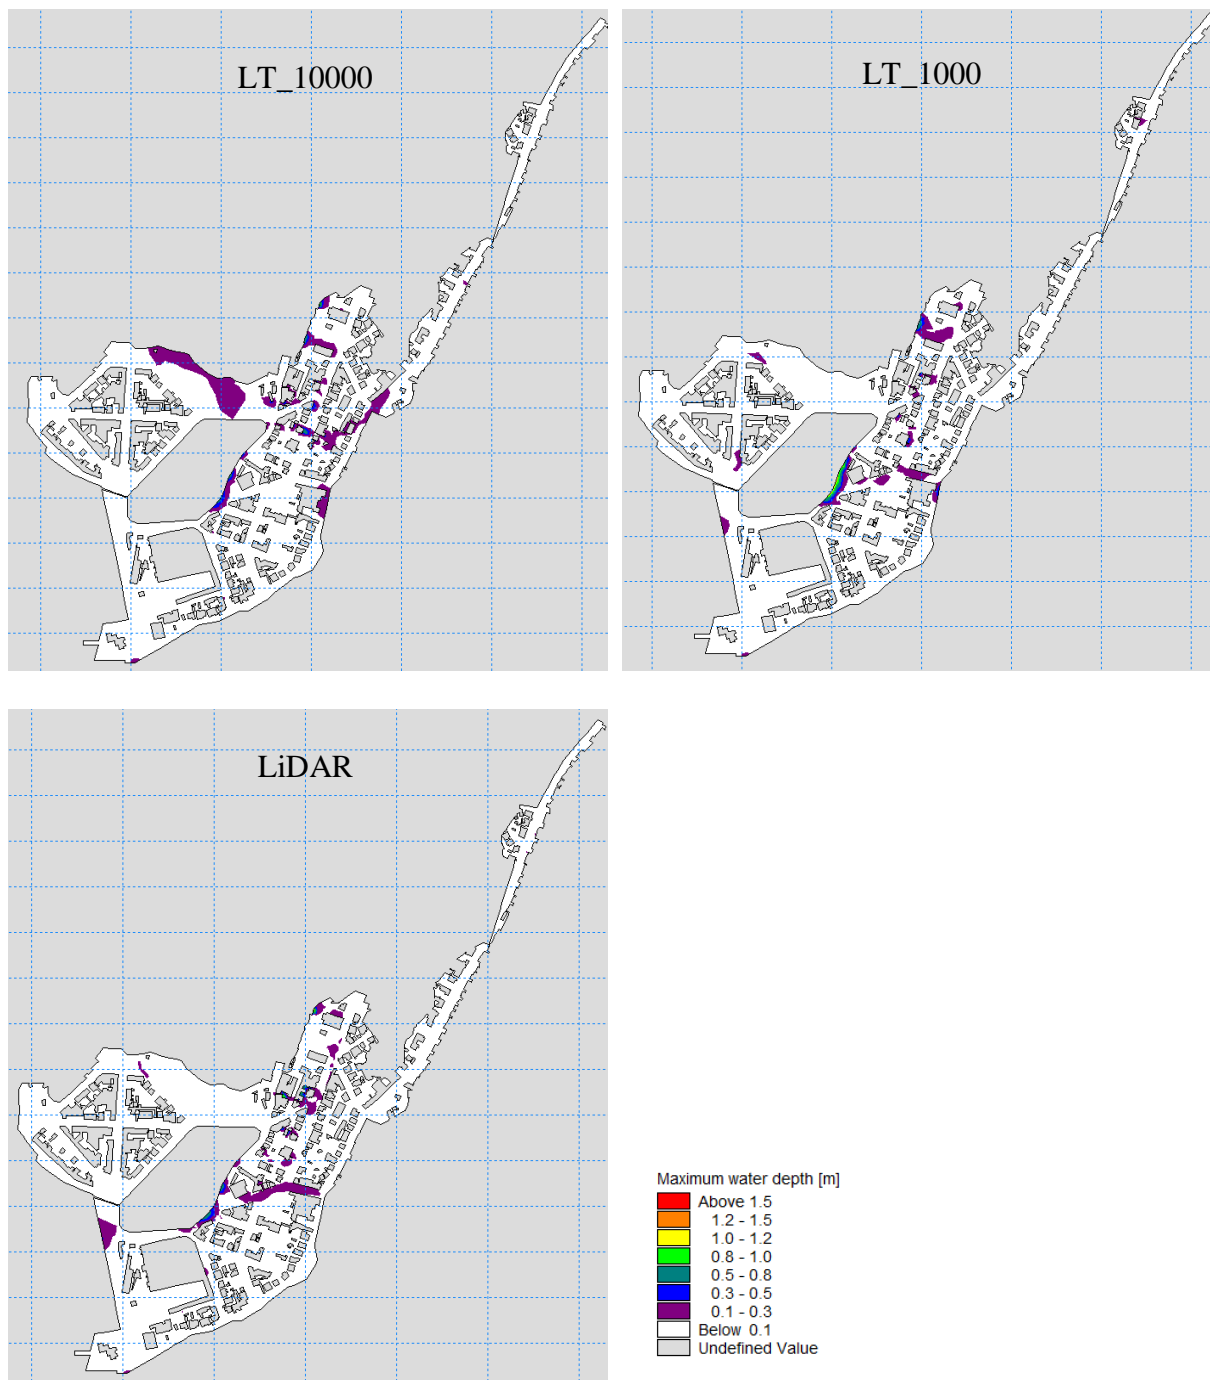 LT_10000
LT_1000
LiDAR
Maximum water depth [m]
Above 1.5
1.2 - 1.5
1.0 - 1.2
0.8 - 1.0
0.5 - 0.8
0.3 - 0.5
0.1 - 0.3
Below 0.1
Undefined Value